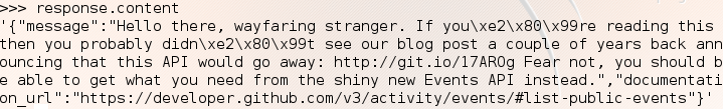 >>> response.content
'{"message":"Hello there, wayfaring stranger. If you\xe2\x80\x99re reading this
then you probably didn\xe2\x80\x99t see our blog post a couple of years back ann
ouncing that this API would go away: http://git.io/17AROg Fear not, you should b
e able to get what you need from the shiny new Events API instead.","documentati
on_url":"https://developer.github.com/v3/activity/events/#list-public-events"}'